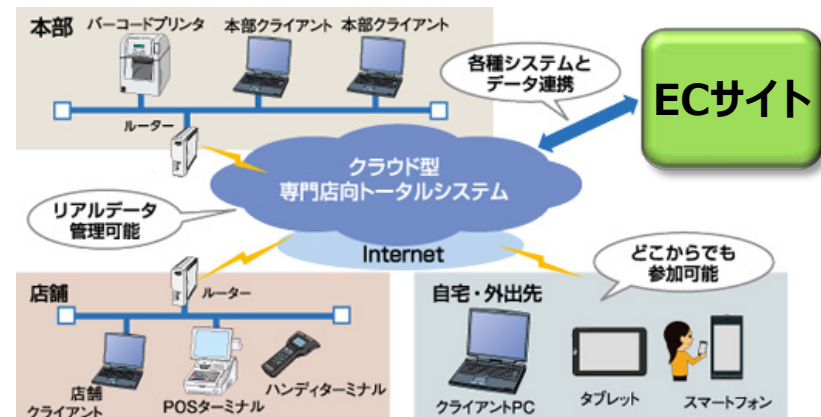 本部
バーコードプリンタ
本部クライアント
本部クライアント
各種システムと
データ連携
ECサイト
ルーター
クラウド型
専門店向トータルシステム
リアルデータ
管理可能
Internet
どこからでも
参加可能
店舗
ルーター
自宅・外出先
店舗
クライアント
POSターミナル
ハンディターミナル
クライアントPC
タブレット
スマートフォン